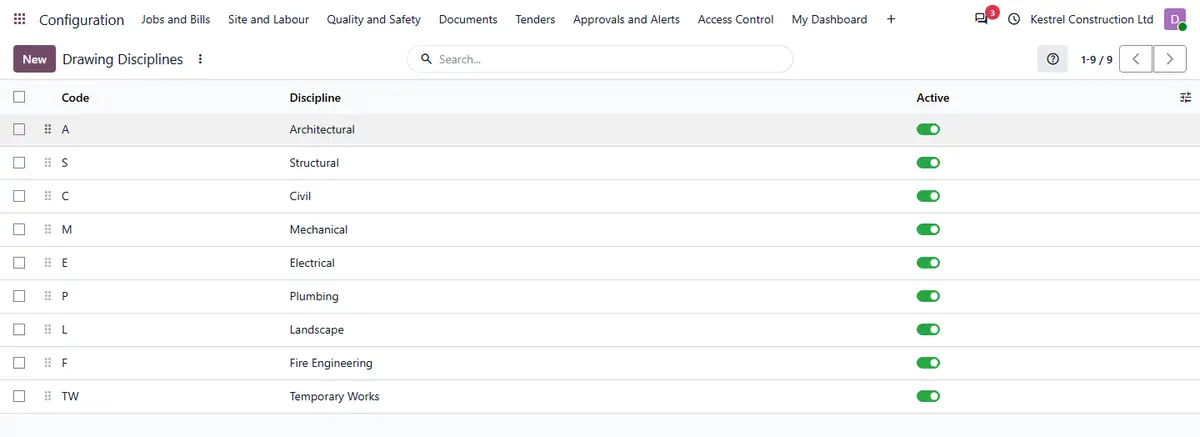 Configuration Jobs and Bills Site and Labour Quality and Safety Documents Tenders Approvals and Alerts Access Control My Dashboard + 3 Kestrel Construction Ltd D
New Drawing Disciplines Search... 1-9 / 9
Code Discipline Active
A Architectural
S Structural
C Civil
M Mechanical
E Electrical
P Plumbing
L Landscape
F Fire Engineering
TW Temporary Works